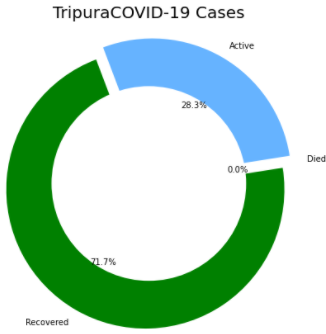 TripuraCOVID-19 Cases
Active
28.3%
Died
0.0%
71.7%
Recovered